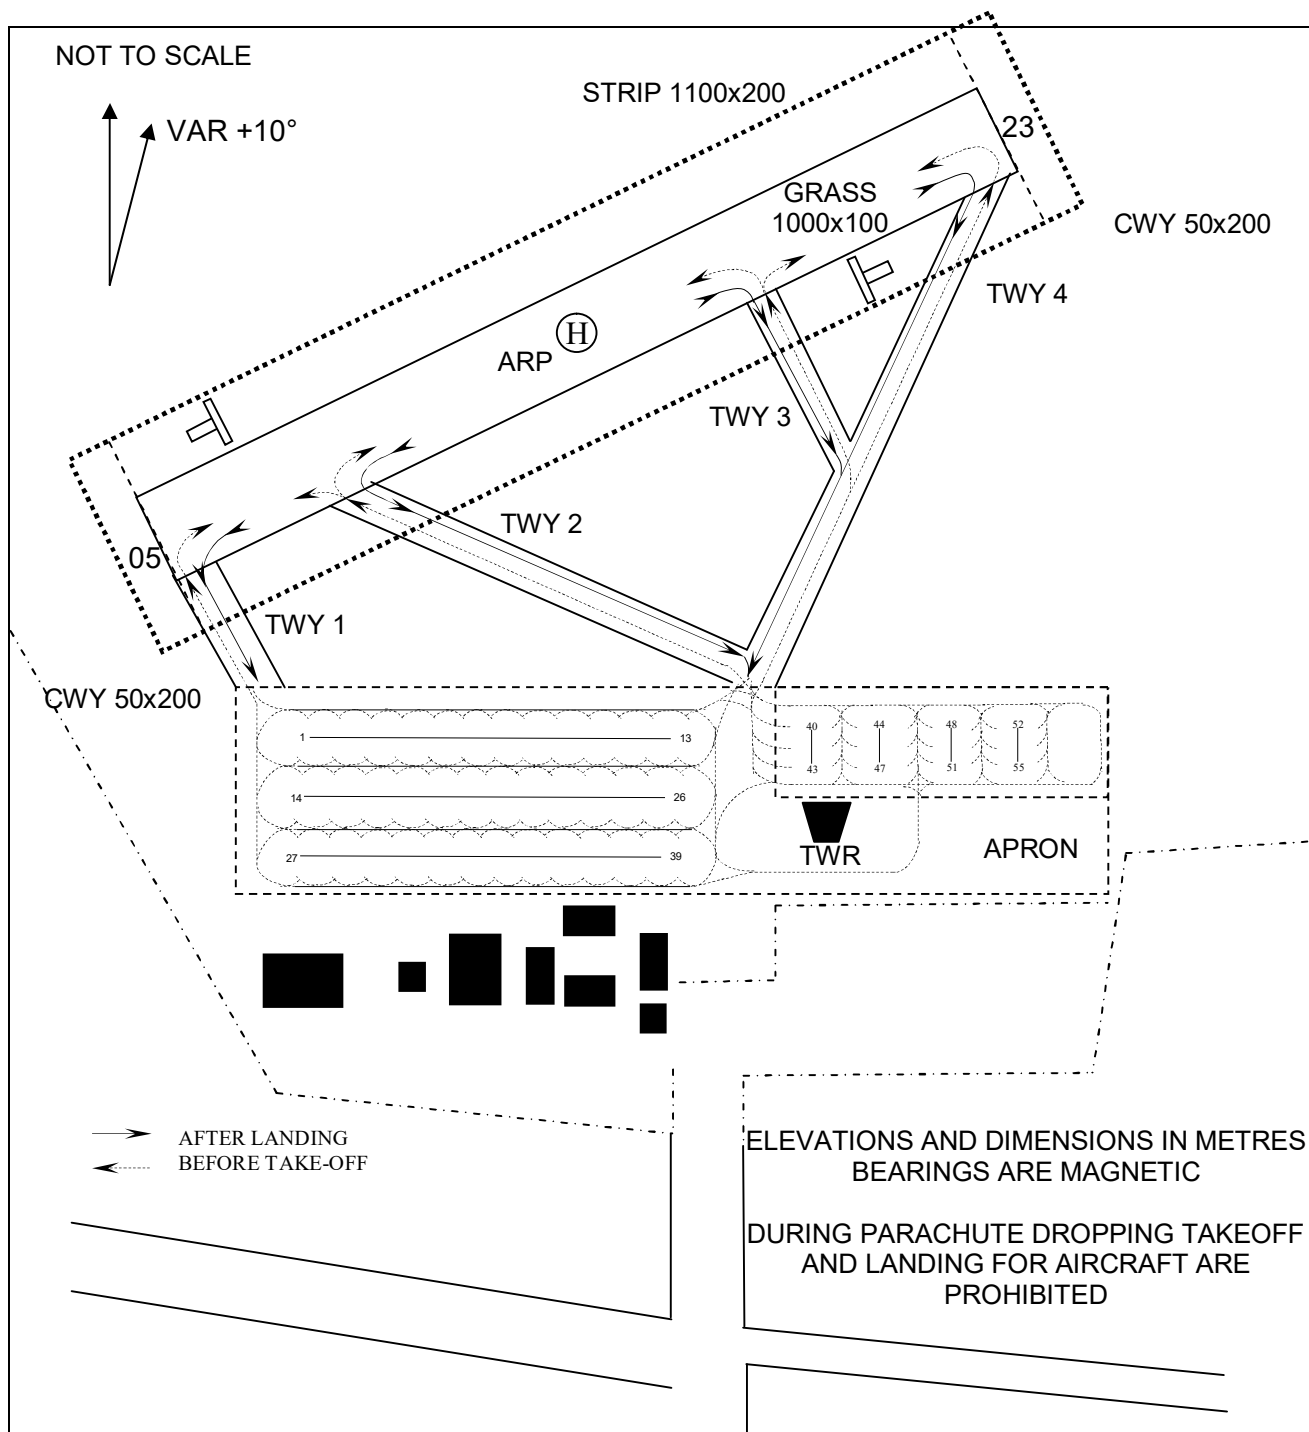 NOT TO SCALE
STRIP 1100x200
VAR +10°
23
GRASS
1000x100
CWY 50x200
TWY 4
H
ARP
TWY 3
TWY 2
05
TWY 1
CWY 50x200
40 44 48 52
1 13
43 47 51 55
14 26
27 39
TWR APRON
AFTER LANDING
BEFORE TAKE-OFF
ELEVATIONS AND DIMENSIONS IN METRES
BEARINGS ARE MAGNETIC
DURING PARACHUTE DROPPING TAKEOFF
AND LANDING FOR AIRCRAFT ARE
PROHIBITED